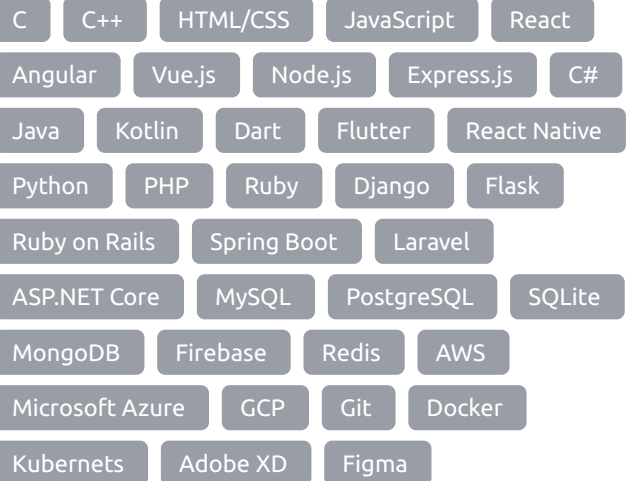 C C++ HTML/CSS JavaScript React
Angular Vue.js Node.js Express.js C#
Java Kotlin Dart Flutter React Native
Python PHP Ruby Django Flask
Ruby on Rails Spring Boot Laravel
ASP.NET Core MySQL PostgreSQL SQLite
MongoDB Firebase Redis AWS
Microsoft Azure GCP Git Docker
Kubernets Adobe XD Figma